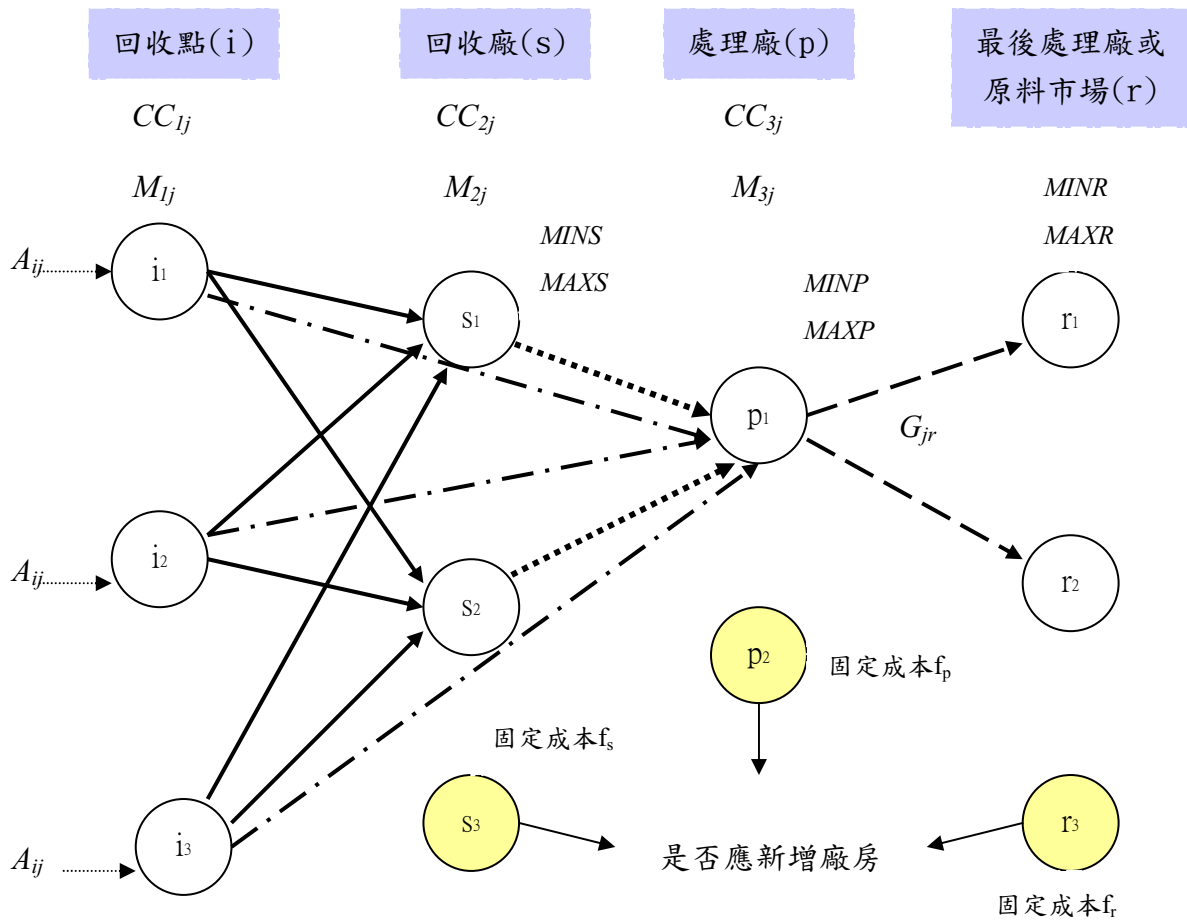 回收點(i)
回收廠(s)
處理廠(p)
最後處理廠或
原料市場(r)
CC1j
CC2j
CC3j
M1j
M2j
M3j
MINR
MAXR
MINS
MAXS
MINP
MAXP
Aij
i1
s1
r1
p1
Gjr
Aij
i2
s2
r2
p2
固定成本fp
固定成本fs
s3
r3
Aij
i3
是否應新增廠房
固定成本fr